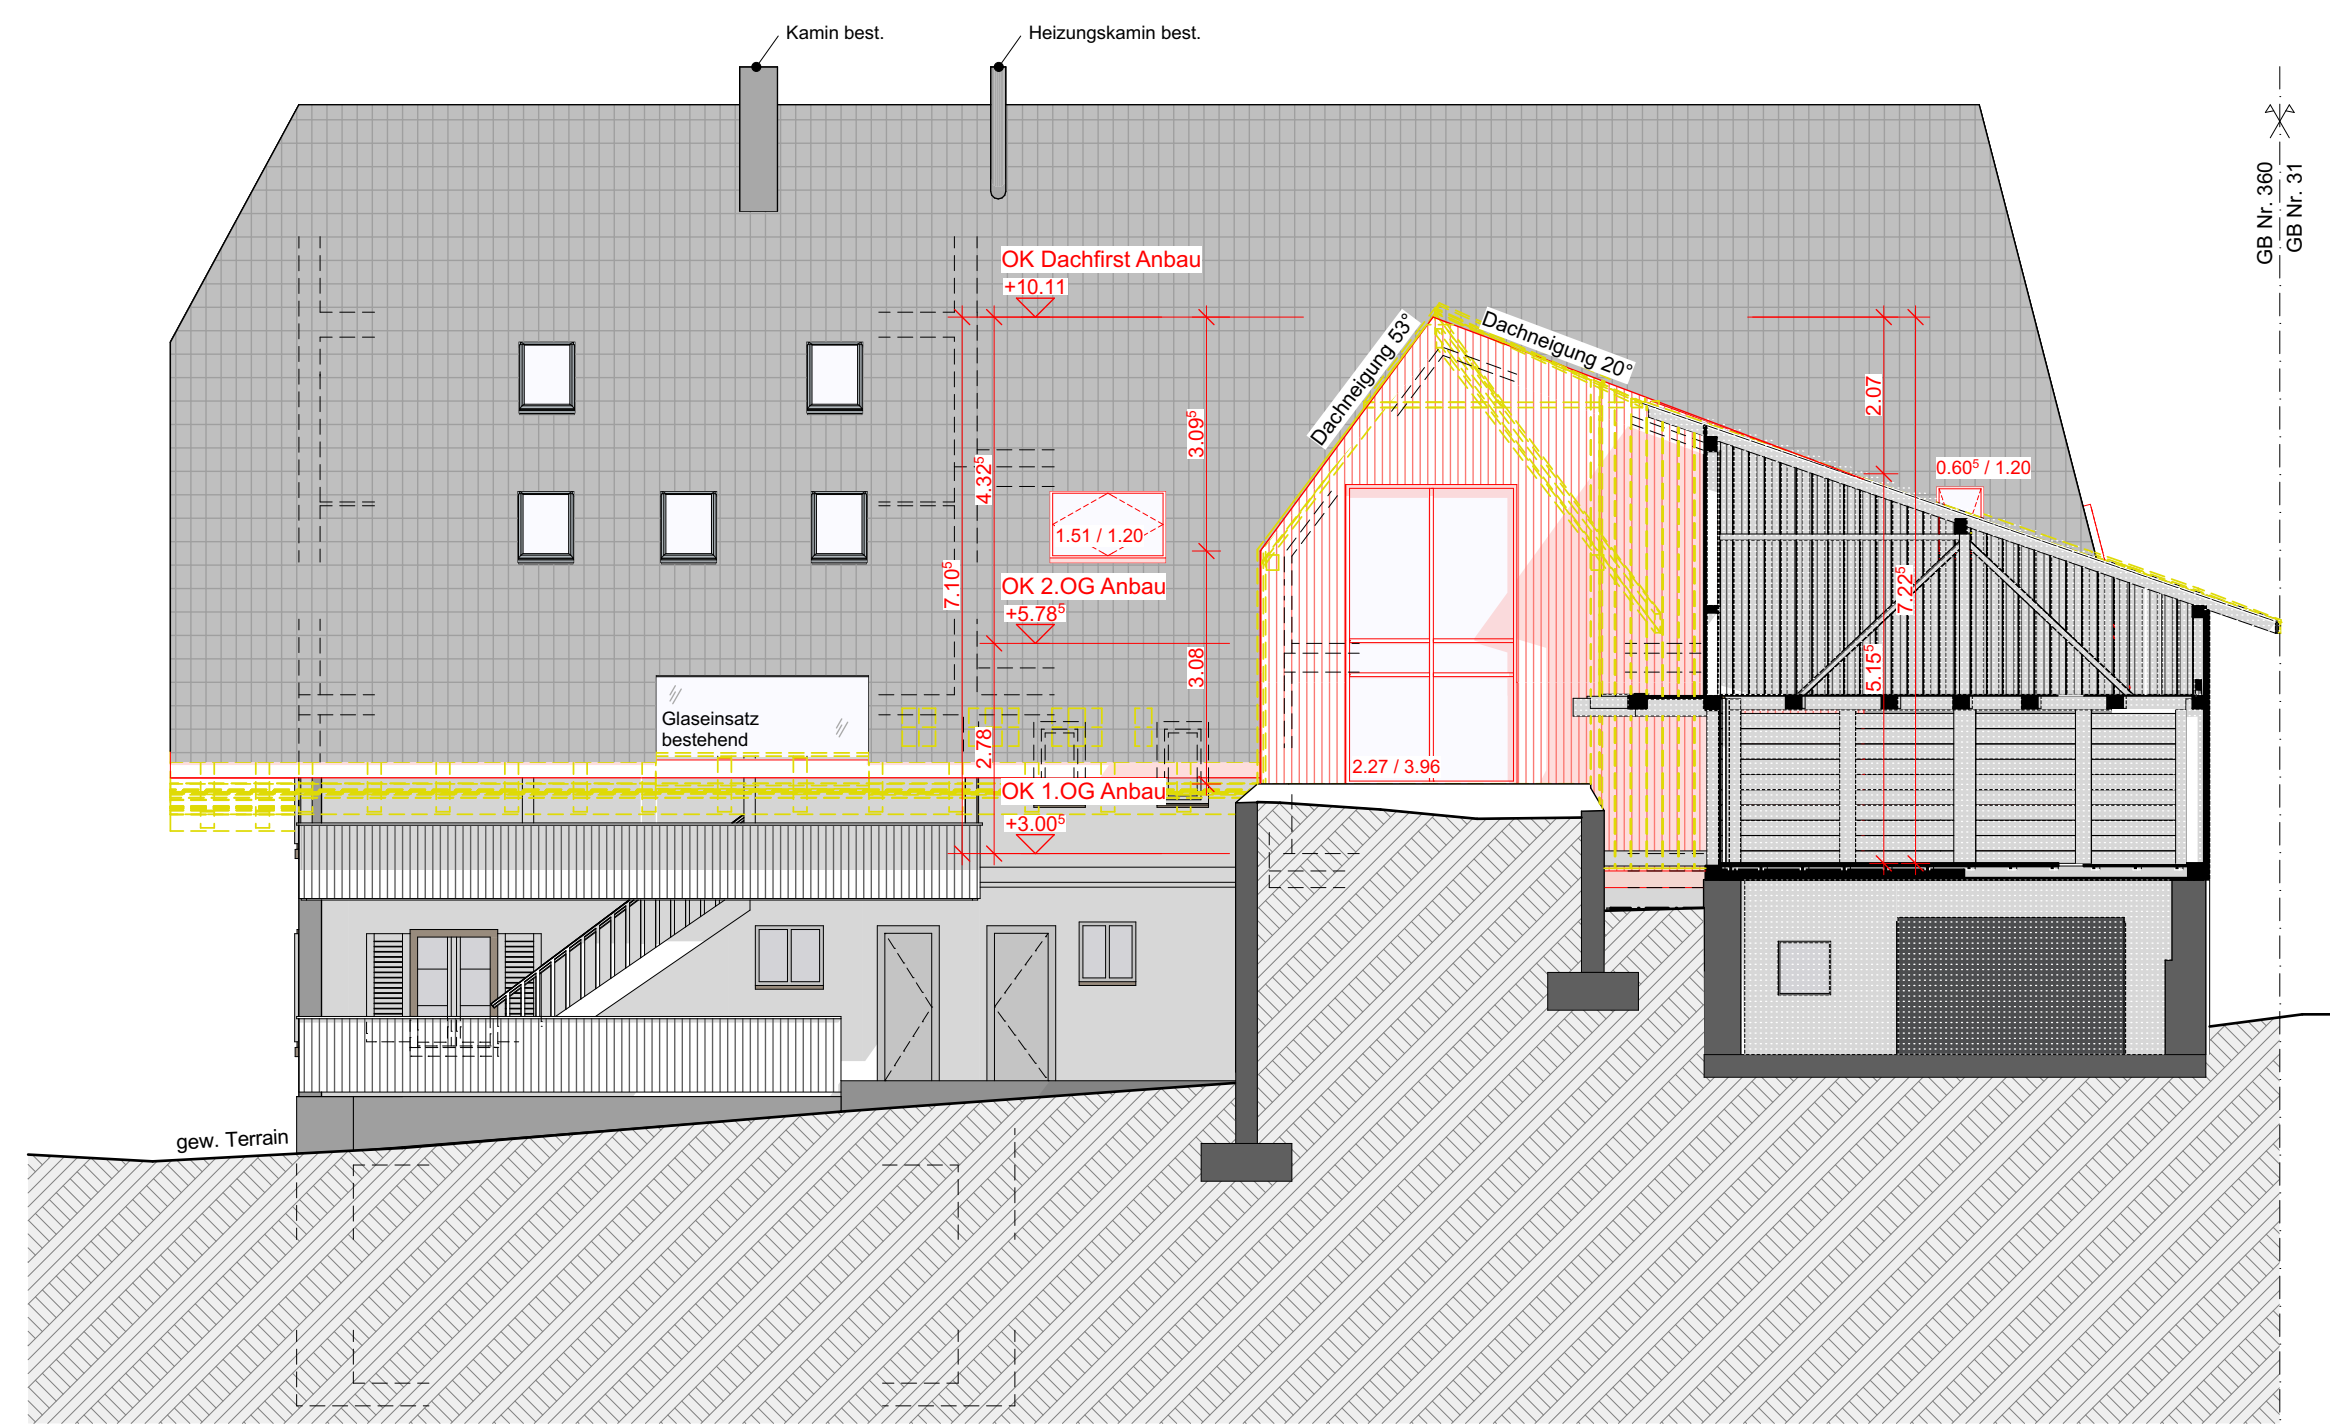 Kamin best.
Heizungskamin best.
GB Nr. 360
GB Nr. 31
OK Dachfirst Anbau
+10.11
Dachneigung 53°
Dachneigung 20°
2.07
3.09⁵
4.32⁵
0.60⁵ / 1.20
1.51 / 1.20
7.10⁵
OK 2.OG Anbau
+5.78⁵
7.22⁵
3.08
5.15⁵
Glaseinsatz
bestehend
2.78
2.27 / 3.96
OK 1.OG Anbau
+3.00⁵
gew. Terrain